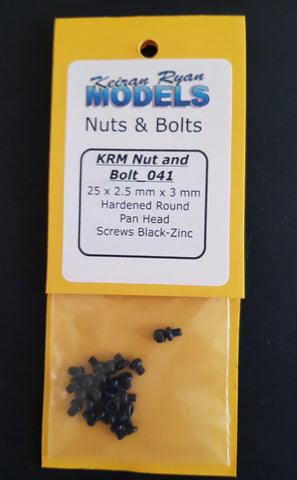 Keiran Ryan
MODELS
Nuts & Bolts
KRM Nut and
Bolt_041
25 x 2.5 mm x 3 mm
Hardened Round
Pan Head
Screws Black-Zinc